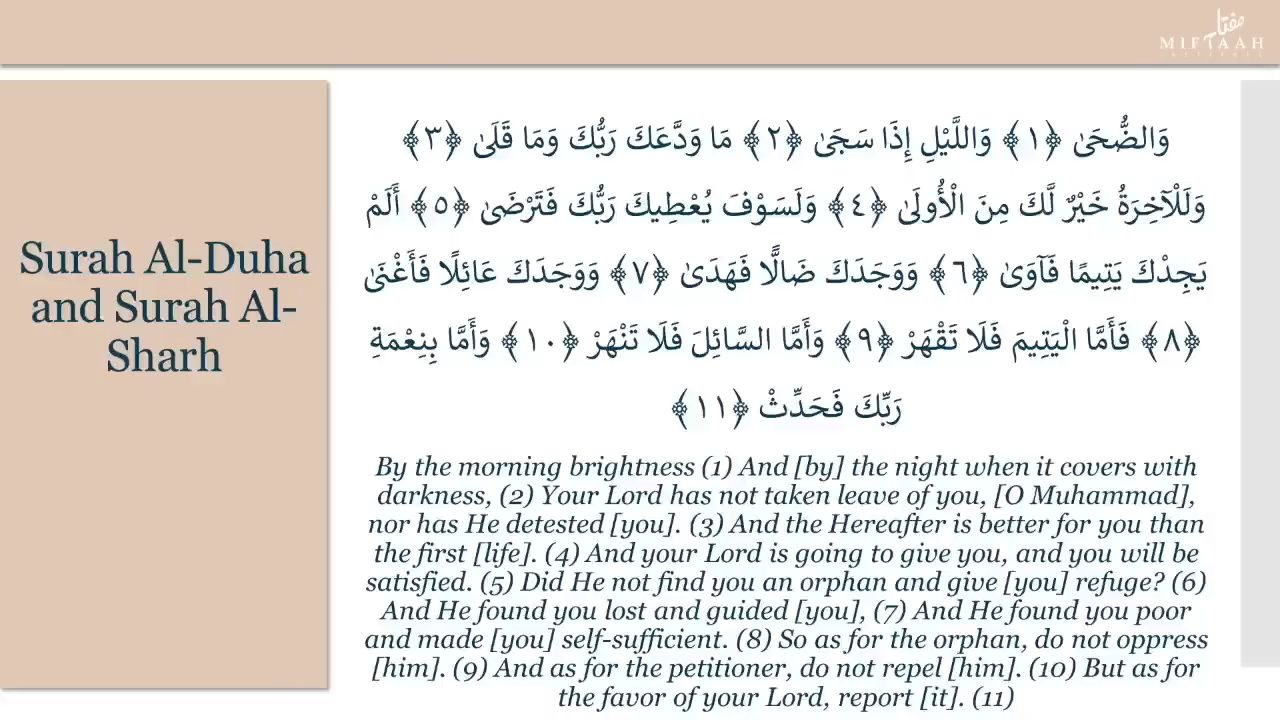 مفتاح
MIFTAAH
INSTITUTE
Surah Al-Duha
and Surah Al-
Sharh
وَالضُّحَىٰ ﴿١﴾ وَاللَّيْلِ إِذَا سَجَىٰ ﴿٢﴾ مَا وَدَّعَكَ رَبُّكَ وَمَا قَلَىٰ ﴿٣﴾
وَلَلْآخِرَةُ خَيْرٌ لَّكَ مِنَ الْأُولَىٰ ﴿٤﴾ وَلَسَوْفَ يُعْطِيكَ رَبُّكَ فَتَرْضَىٰ ﴿٥﴾ أَلَمْ
يَجِدْكَ يَتِيمًا فَآوَىٰ ﴿٦﴾ وَوَجَدَكَ ضَالًّا فَهَدَىٰ ﴿٧﴾ وَوَجَدَكَ عَائِلًا فَأَغْنَىٰ
﴿٨﴾ فَأَمَّا الْيَتِيمَ فَلَا تَقْهَرْ ﴿٩﴾ وَأَمَّا السَّائِلَ فَلَا تَنْهَرْ ﴿١٠﴾ وَأَمَّا بِنِعْمَةِ
رَبِّكَ فَحَدِّثْ ﴿١١﴾
By the morning brightness (1) And [by] the night when it covers with
darkness, (2) Your Lord has not taken leave of you, [O Muhammad],
nor has He detested [you]. (3) And the Hereafter is better for you than
the first [life]. (4) And your Lord is going to give you, and you will be
satisfied. (5) Did He not find you an orphan and give [you] refuge? (6)
And He found you lost and guided [you], (7) And He found you poor
and made [you] self-sufficient. (8) So as for the orphan, do not oppress
[him]. (9) And as for the petitioner, do not repel [him]. (10) But as for
the favor of your Lord, report [it]. (11)